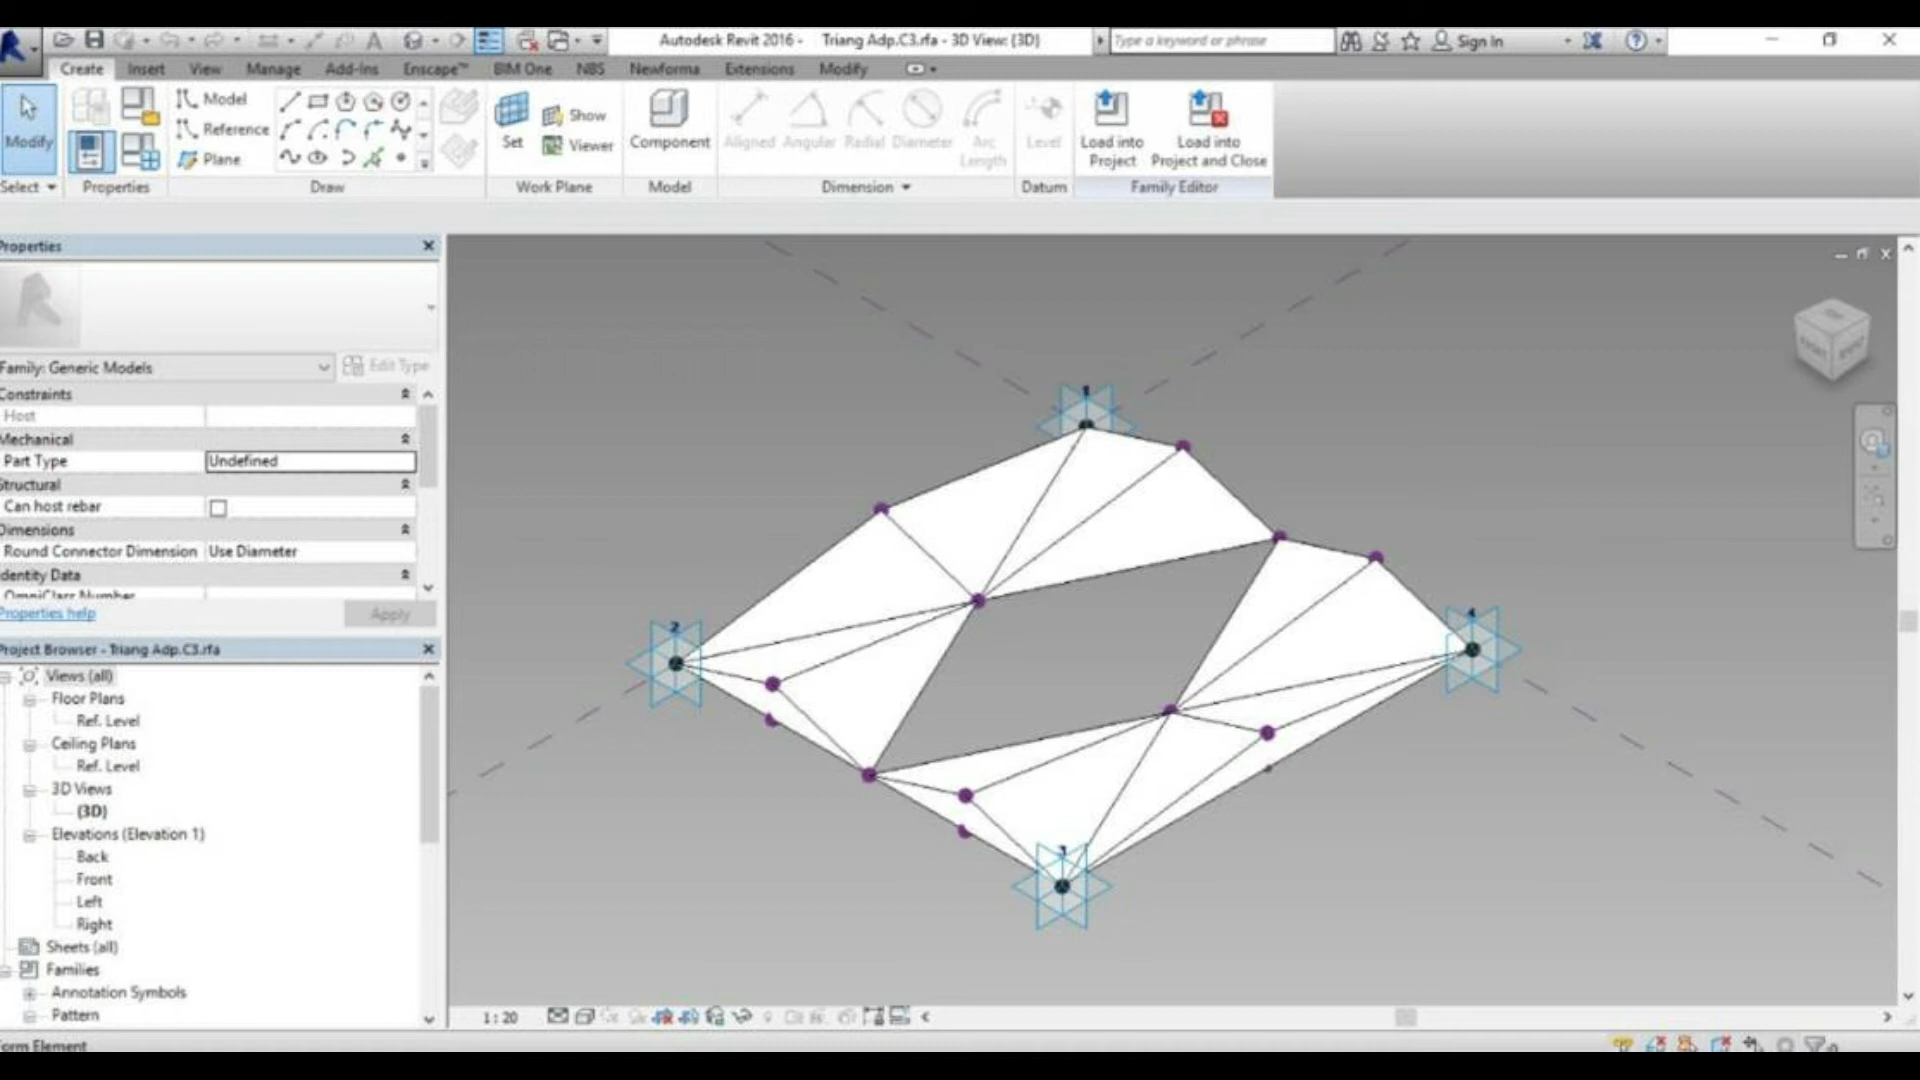 Autodesk Revit 2016 - Triang Adp.C3.rfa - 3D View: {3D}
Type a keyword or phrase
Sign In
Create Insert View Manage Add-Ins Enscape™ BIM One NBS Newforma Extensions Modify
Modify
Select
Properties
Model
Reference
Plane
Draw
Set
Show
Viewer
Work Plane
Component
Model
Aligned Angular Radial Diameter Arc Length
Dimension
Level
Datum
Load into Project
Load into Project and Close
Family Editor
Properties
Family: Generic Models
Edit Type
Constraints
Host
Mechanical
Part Type Undefined
Structural
Can host rebar
Dimensions
Round Connector Dimension Use Diameter
Identity Data
OmniClass Number
Properties help
Apply
Project Browser - Triang Adp.C3.rfa
Views (all)
Floor Plans
Ref. Level
Ceiling Plans
Ref. Level
3D Views
{3D}
Elevations (Elevation 1)
Back
Front
Left
Right
Sheets (all)
Families
Annotation Symbols
Pattern
2
3
4
1 : 20
Form Element